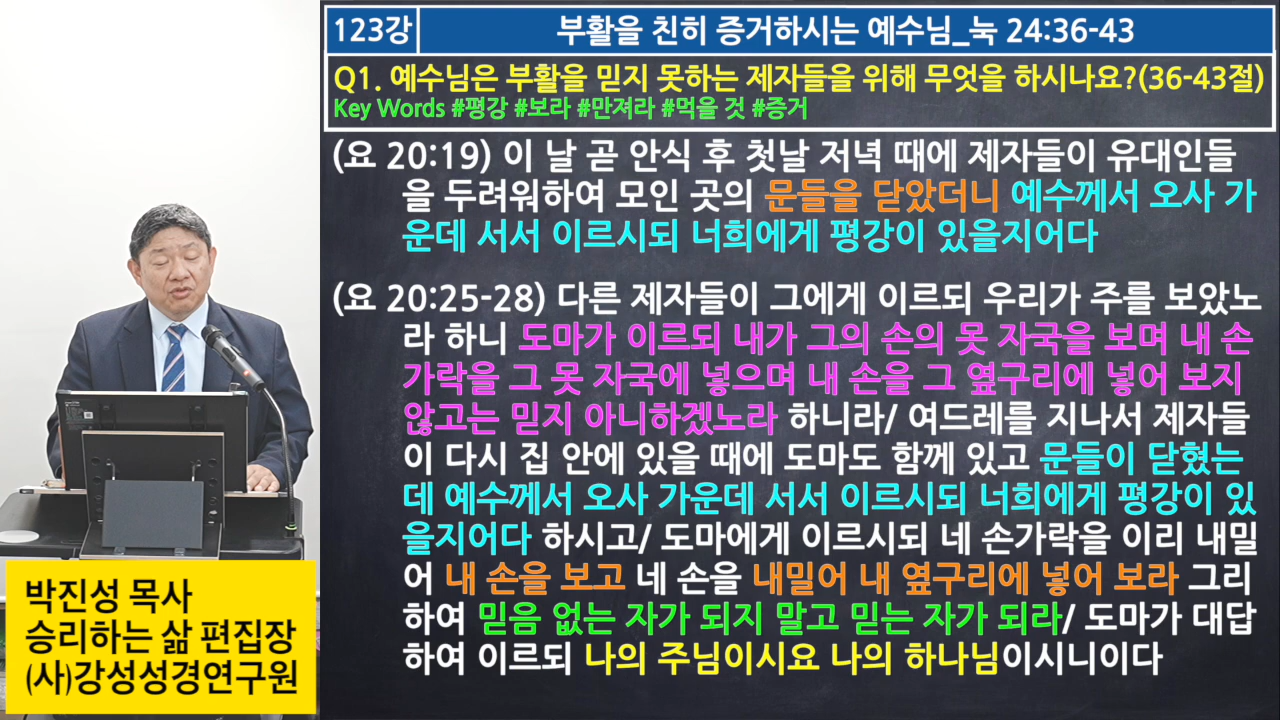 123강
부활을 친히 증거하시는 예수님_눅 24:36-43
Q1. 예수님은 부활을 믿지 못하는 제자들을 위해 무엇을 하시나요?(36-43절)
Key Words #평강 #보라 #만져라 #먹을 것 #증거
(요 20:19) 이 날 곧 안식 후 첫날 저녁 때에 제자들이 유대인들
을 두려워하여 모인 곳의 문들을 닫았더니 예수께서 오사 가
운데 서서 이르시되 너희에게 평강이 있을지어다
(요 20:25-28) 다른 제자들이 그에게 이르되 우리가 주를 보았노
라 하니 도마가 이르되 내가 그의 손의 못 자국을 보며 내 손
가락을 그 못 자국에 넣으며 내 손을 그 옆구리에 넣어 보지
않고는 믿지 아니하겠노라 하니라/ 여드레를 지나서 제자들
이 다시 집 안에 있을 때에 도마도 함께 있고 문들이 닫혔는
데 예수께서 오사 가운데 서서 이르시되 너희에게 평강이 있
을지어다 하시고/ 도마에게 이르시되 네 손가락을 이리 내밀
어 내 손을 보고 네 손을 내밀어 내 옆구리에 넣어 보라 그리
하여 믿음 없는 자가 되지 말고 믿는 자가 되라/ 도마가 대답
하여 이르되 나의 주님이시요 나의 하나님이시니이다
박진성 목사
승리하는 삶 편집장
(사)강성성경연구원